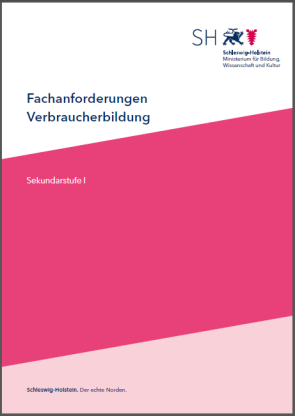 SH
Schleswig-Holstein
Ministerium für Bildung,
Wissenschaft und Kultur
Fachanforderungen
Verbraucherbildung
Sekundarstufe I
Schleswig-Holstein. Der echte Norden.